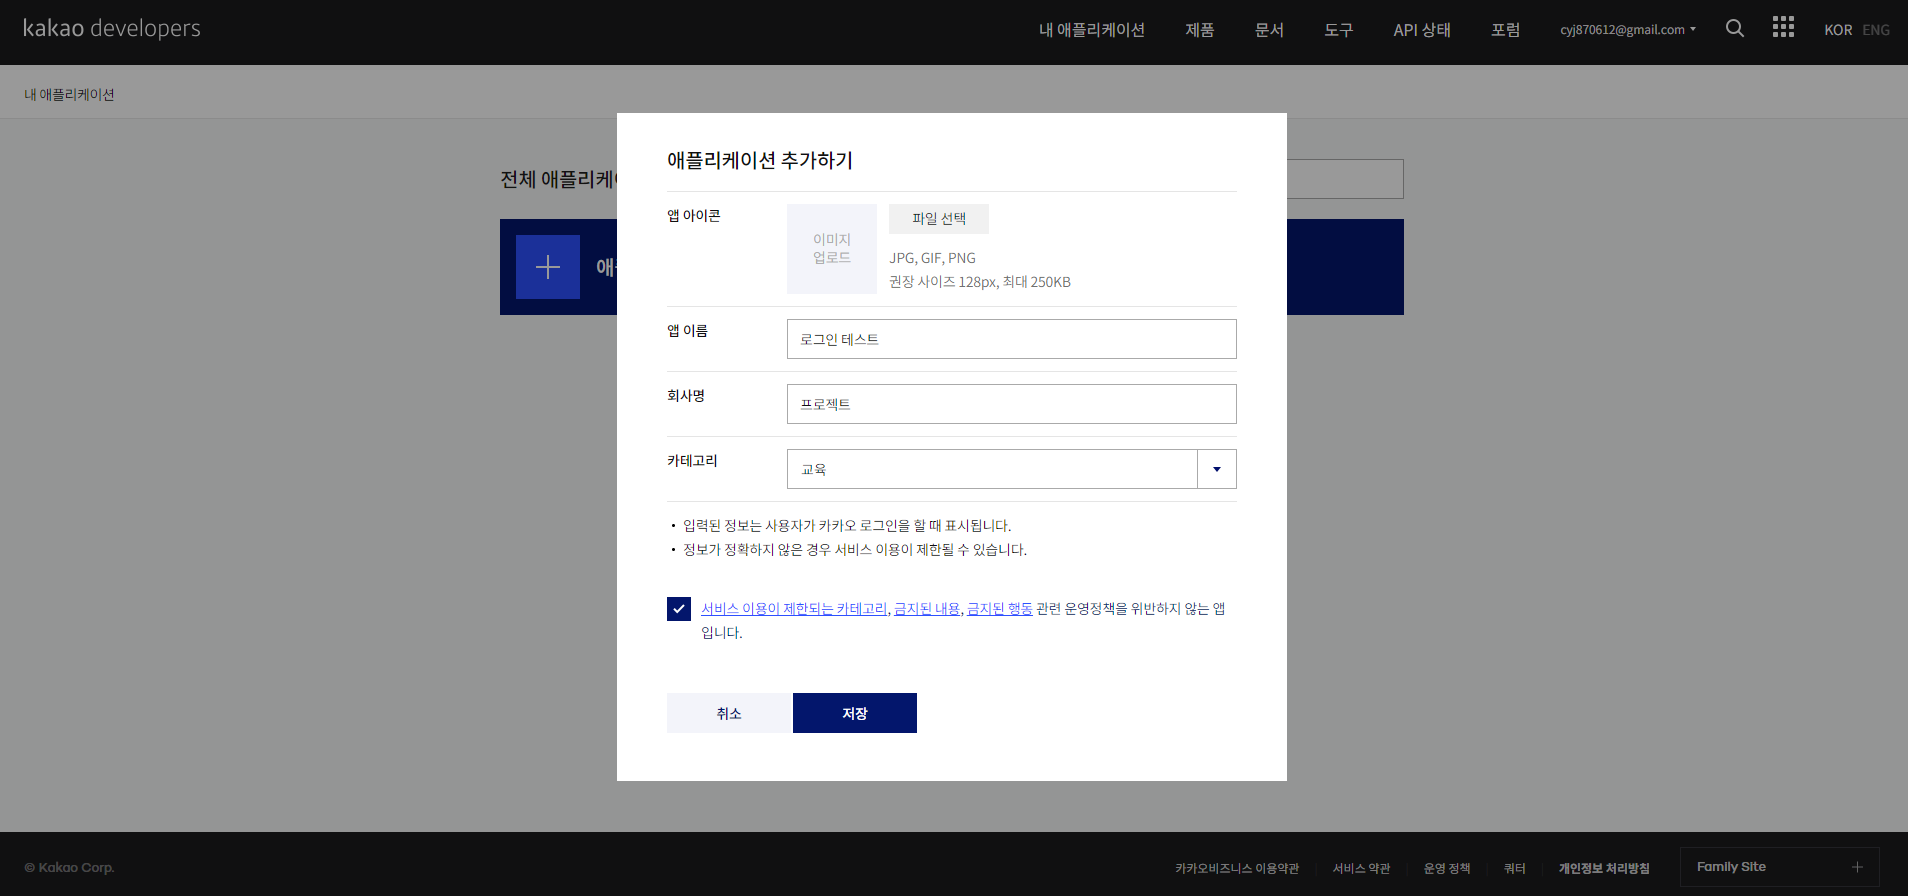 kakao developers
내 애플리케이션 제품 문서 도구 API 상태 포럼 cyj870612@gmail.com KOR ENG
내 애플리케이션
애플리케이션 추가하기
전체 애플리케
앱 아이콘
이미지
업로드
파일 선택
JPG, GIF, PNG
권장 사이즈 128px, 최대 250KB
앱 이름
로그인 테스트
회사명
프로젝트
카테고리
교육
• 입력된 정보는 사용자가 카카오 로그인을 할 때 표시됩니다.
• 정보가 정확하지 않은 경우 서비스 이용이 제한될 수 있습니다.
서비스 이용이 제한되는 카테고리, 금지된 내용, 금지된 행동 관련 운영정책을 위반하지 않는 앱
입니다.
취소 저장
© Kakao Corp.
카카오비즈니스 이용약관 서비스 약관 운영 정책 쿼터 개인정보 처리방침 Family Site